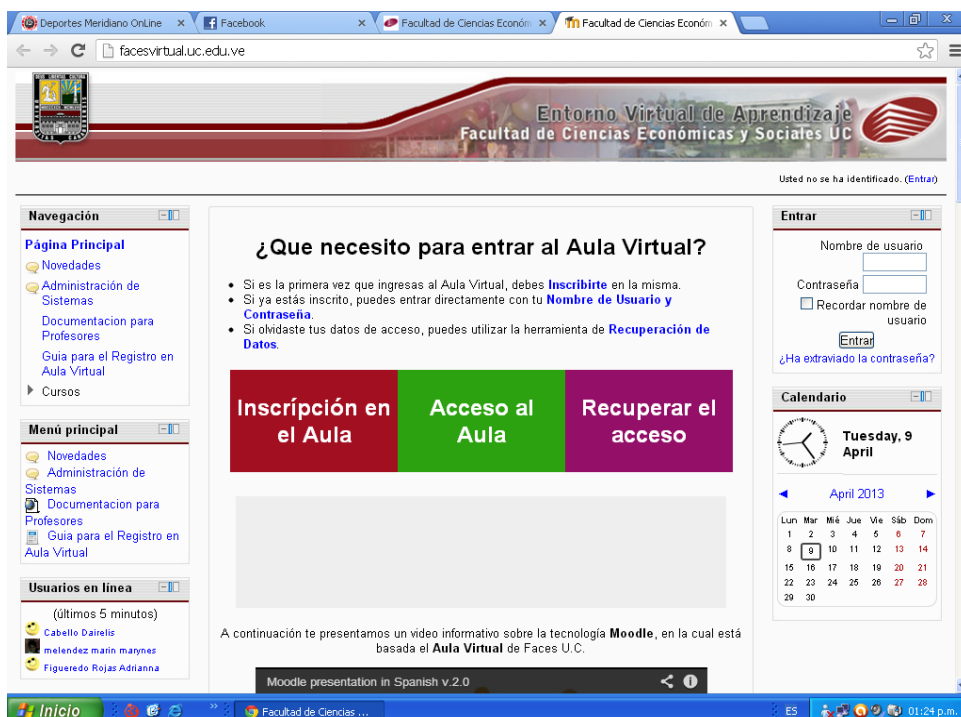 Deportes Meridiano OnLine
Facebook
Facultad de Ciencias Económ
Facultad de Ciencias Económ
facesvirtual.uc.edu.ve
Entorno Virtual de Aprendizaje
Facultad de Ciencias Económicas y Sociales UC
Usted no se ha identificado. (Entrar)
Navegación
Página Principal
Novedades
Administración de
Sistemas
Documentacion para
Profesores
Guia para el Registro en
Aula Virtual
Cursos
Menú principal
Novedades
Administración de
Sistemas
Documentacion para
Profesores
Guia para el Registro en
Aula Virtual
Usuarios en línea
(últimos 5 minutos)
Cabello Dairelis
melendez marin marynes
Figueredo Rojas Adrianna
¿Que necesito para entrar al Aula Virtual?
Si es la primera vez que ingresas al Aula Virtual, debes Inscribirte en la misma.
Si ya estás inscrito, puedes entrar directamente con tu Nombre de Usuario y
Contraseña.
Si olvidaste tus datos de acceso, puedes utilizar la herramienta de Recuperación de
Datos.
Inscrípción en
el Aula
Acceso al
Aula
Recuperar el
acceso
A continuación te presentamos un video informativo sobre la tecnología Moodle, en la cual está
basada el Aula Virtual de Faces U.C.
Moodle presentation in Spanish v.2.0
Entrar
Nombre de usuario
Contraseña
Recordar nombre de
usuario
Entrar
¿Ha extraviado la contraseña?
Calendario
Tuesday, 9
April
April 2013
Lun Mar Mié Jue Vie Sáb Dom
1 2 3 4 5 6 7
8 9 10 11 12 13 14
15 16 17 18 19 20 21
22 23 24 25 26 27 28
29 30
Inicio
Facultad de Ciencias ...
ES
01:24 p.m.